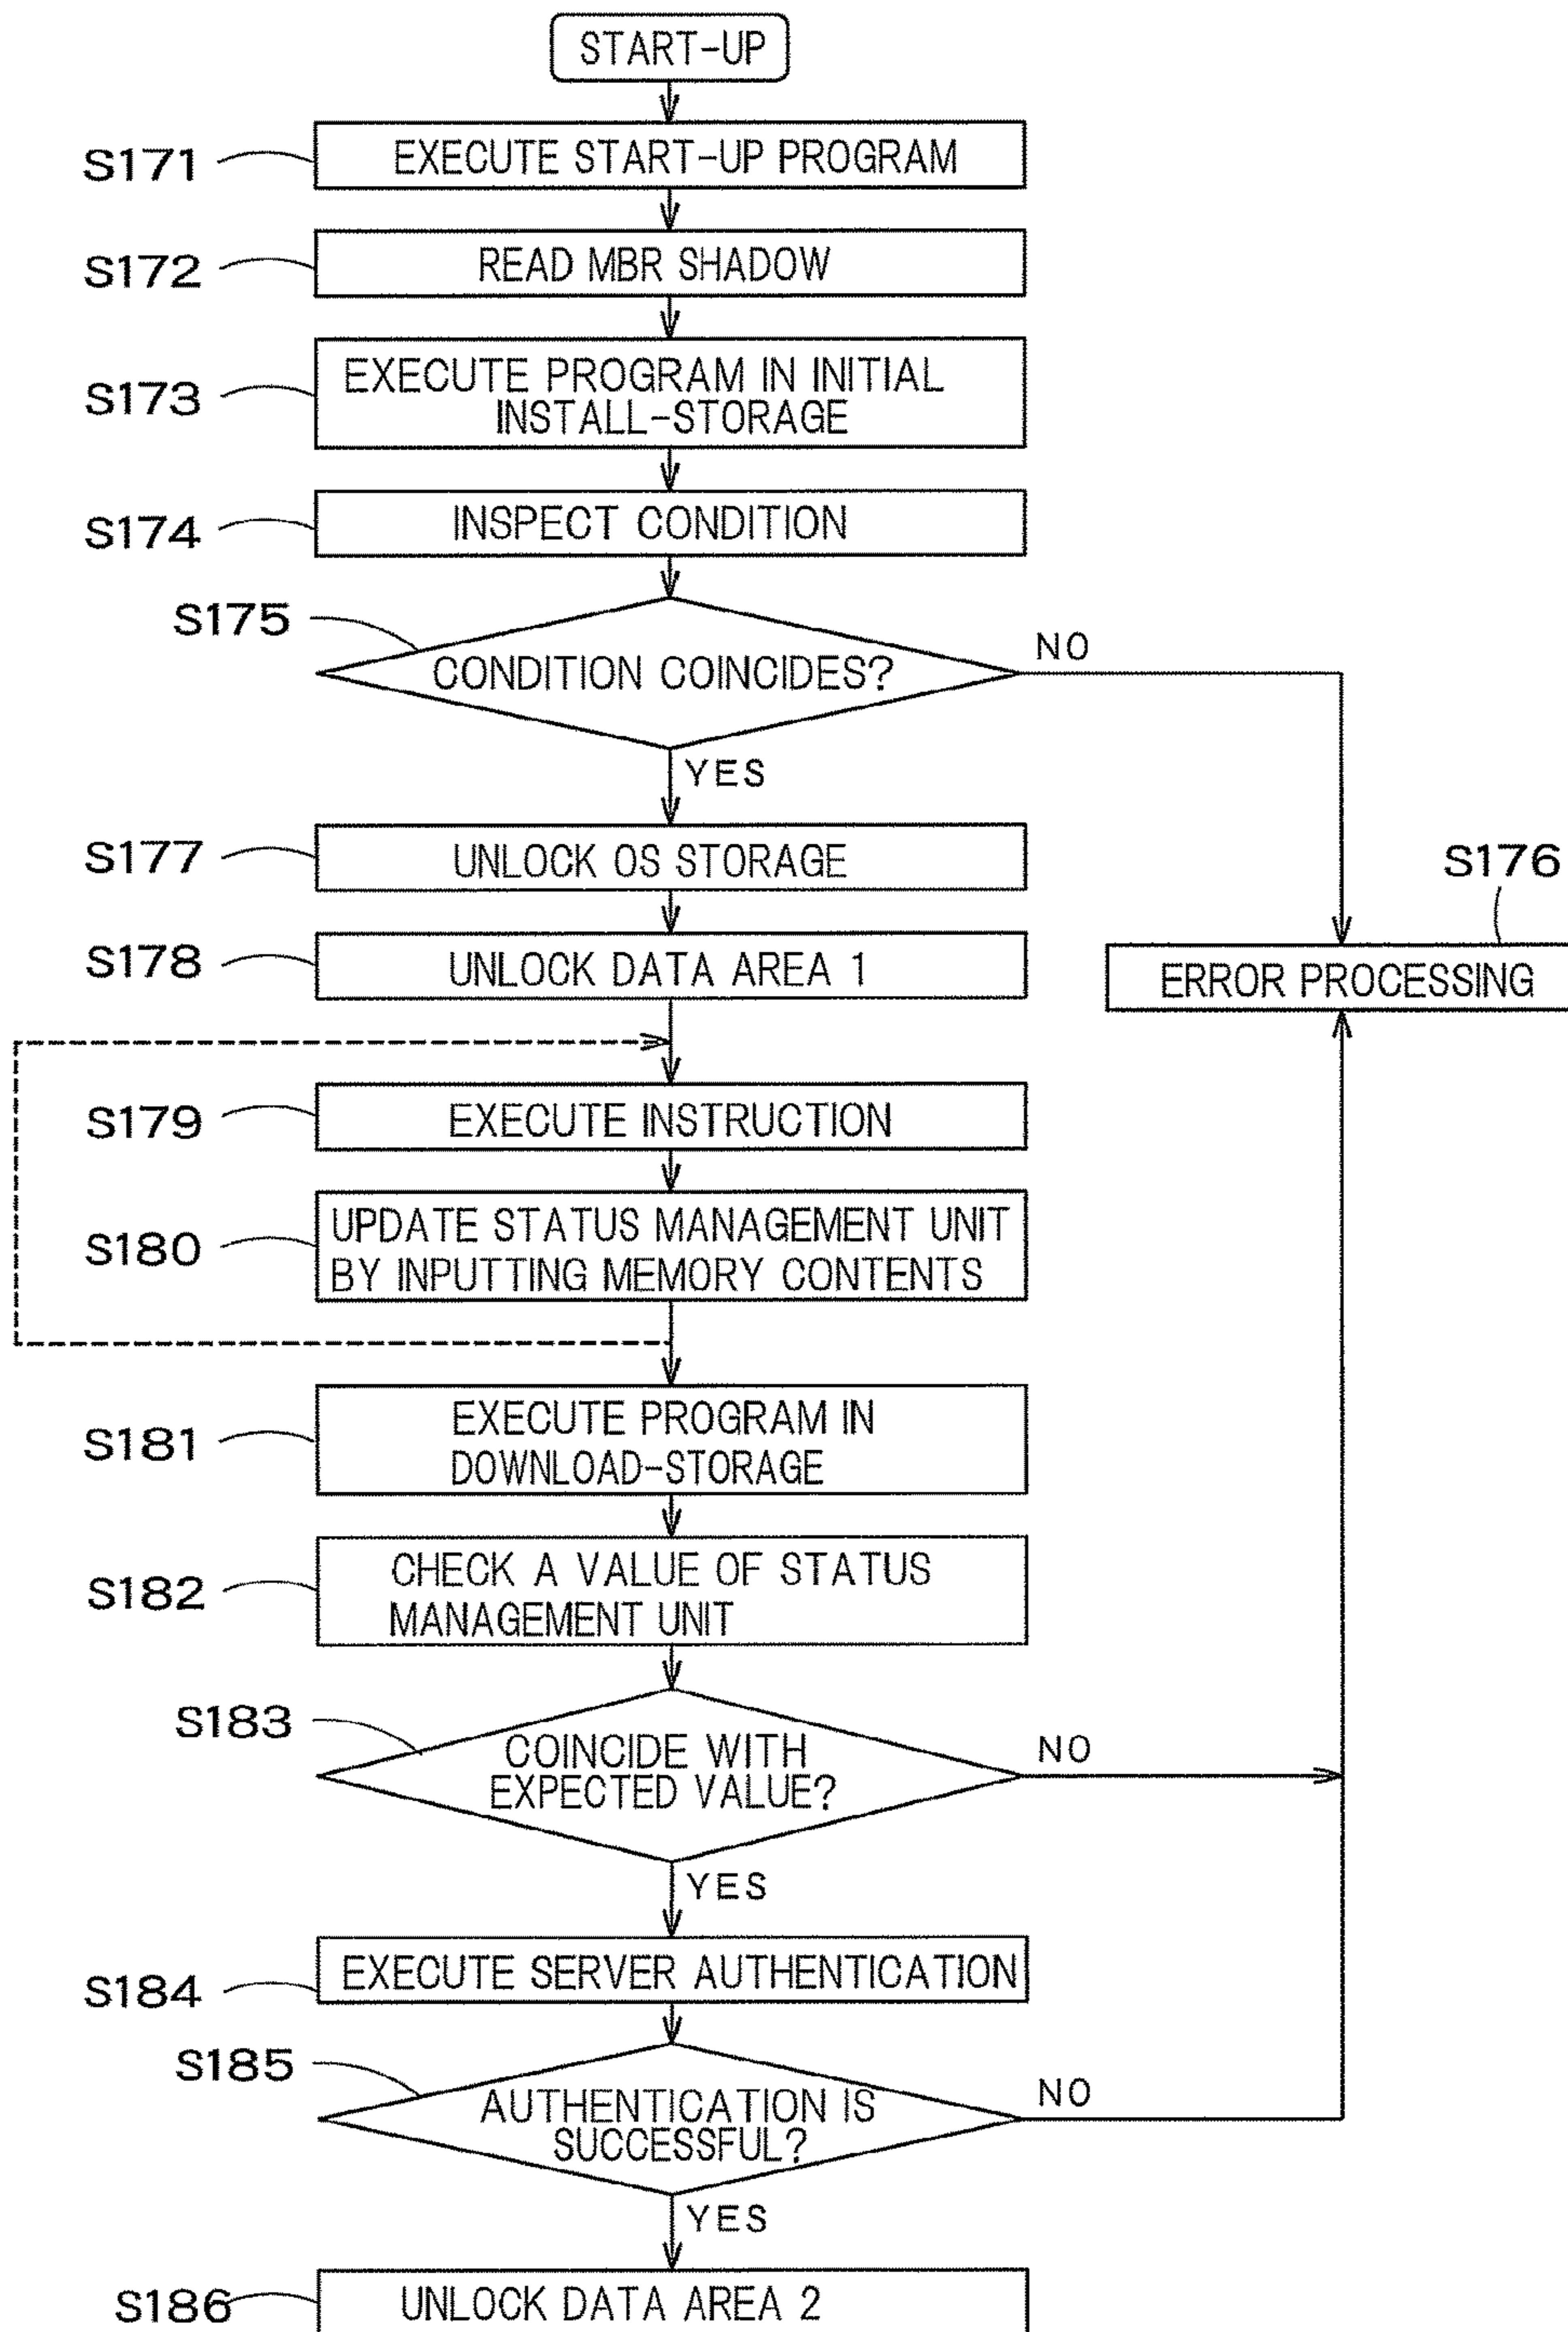 START-UP
S171
EXECUTE START-UP PROGRAM
S172
READ MBR SHADOW
S173
EXECUTE PROGRAM IN INITIAL
INSTALL-STORAGE
S174
INSPECT CONDITION
S175
CONDITION COINCIDES?
NO
YES
S177
UNLOCK OS STORAGE
S176
S178
UNLOCK DATA AREA 1
ERROR PROCESSING
S179
EXECUTE INSTRUCTION
S180
UPDATE STATUS MANAGEMENT UNIT
BY INPUTTING MEMORY CONTENTS
S181
EXECUTE PROGRAM IN
DOWNLOAD-STORAGE
S182
CHECK A VALUE OF STATUS
MANAGEMENT UNIT
S183
COINCIDE WITH
EXPECTED VALUE?
NO
YES
S184
EXECUTE SERVER AUTHENTICATION
S185
AUTHENTICATION IS
SUCCESSFUL?
NO
YES
S186
UNLOCK DATA AREA 2